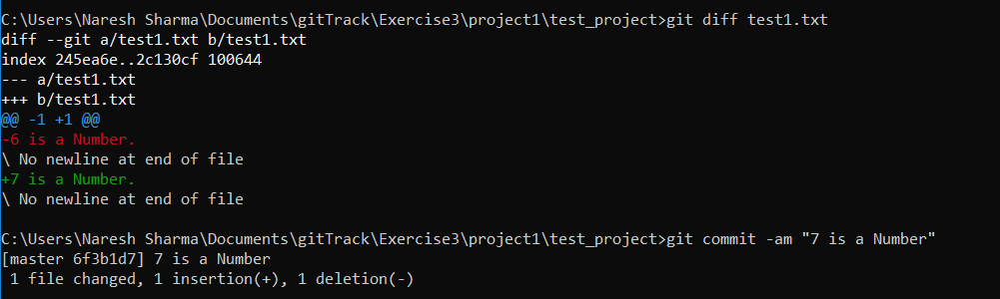 C:\Users\Naresh Sharma\Documents\gitTrack\Exercise3\project1\test_project>git diff test1.txt
diff --git a/test1.txt b/test1.txt
index 245ea6e..2c130cf 100644
--- a/test1.txt
+++ b/test1.txt
@@ -1 +1 @@
-6 is a Number.
\ No newline at end of file
+7 is a Number.
\ No newline at end of file
C:\Users\Naresh Sharma\Documents\gitTrack\Exercise3\project1\test_project>git commit -am "7 is a Number"
[master 6f3b1d7] 7 is a Number
 1 file changed, 1 insertion(+), 1 deletion(-)